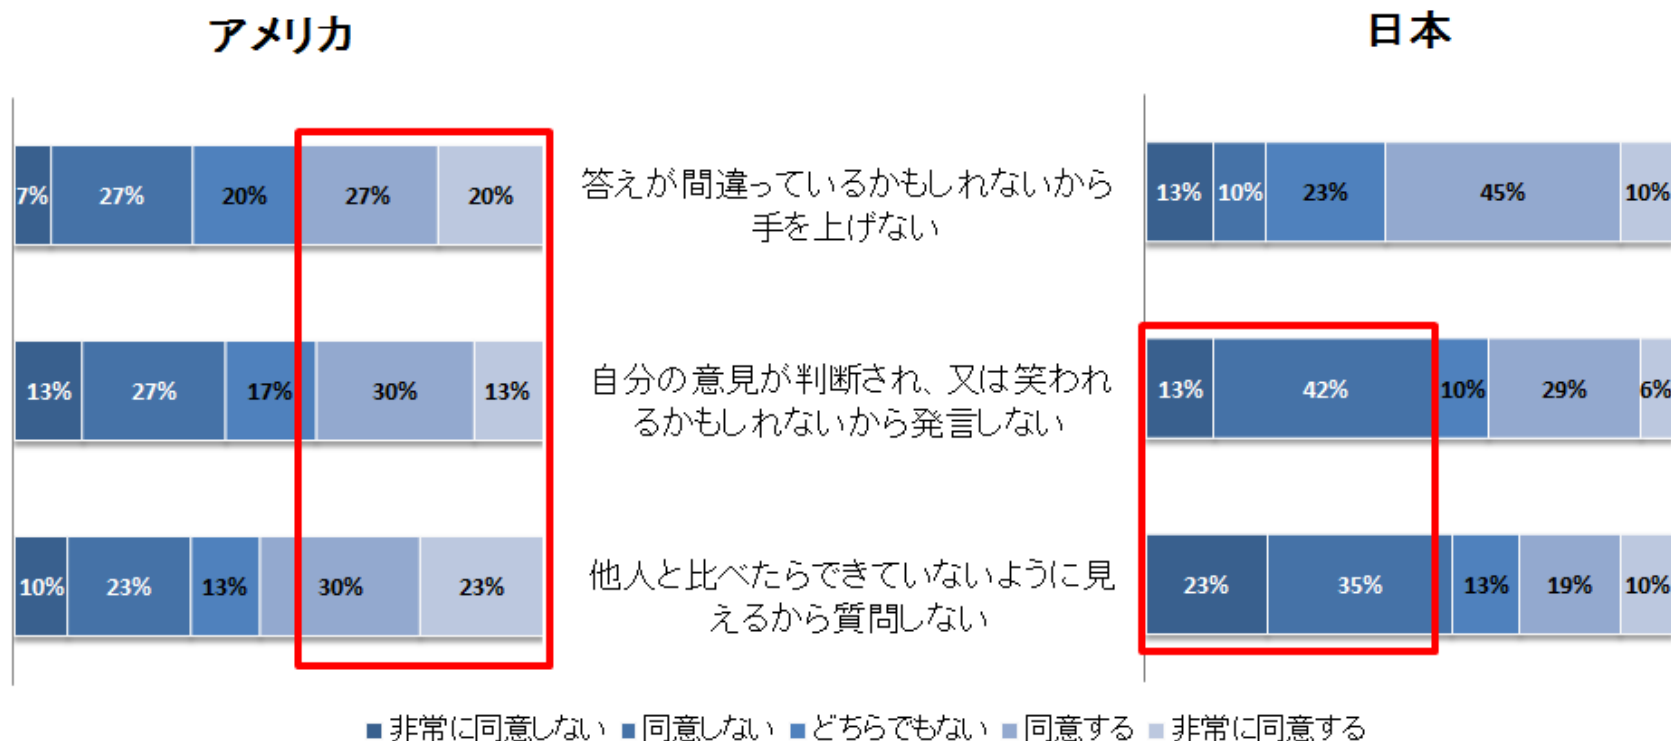 アメリカ
日本
7% 27% 20% 27% 20%
答えが間違っているかもしれないから
手を上げない
13% 10% 23% 45% 10%
13% 27% 17% 30% 13%
自分の意見が判断され、又は笑われ
るかもしれないから発言しない
13% 42% 10% 29% 6%
10% 23% 13% 30% 23%
他人と比べたらできていないように見
えるから質問しない
23% 35% 13% 19% 10%
非常に同意しない 同意しない どちらでもない 同意する 非常に同意する